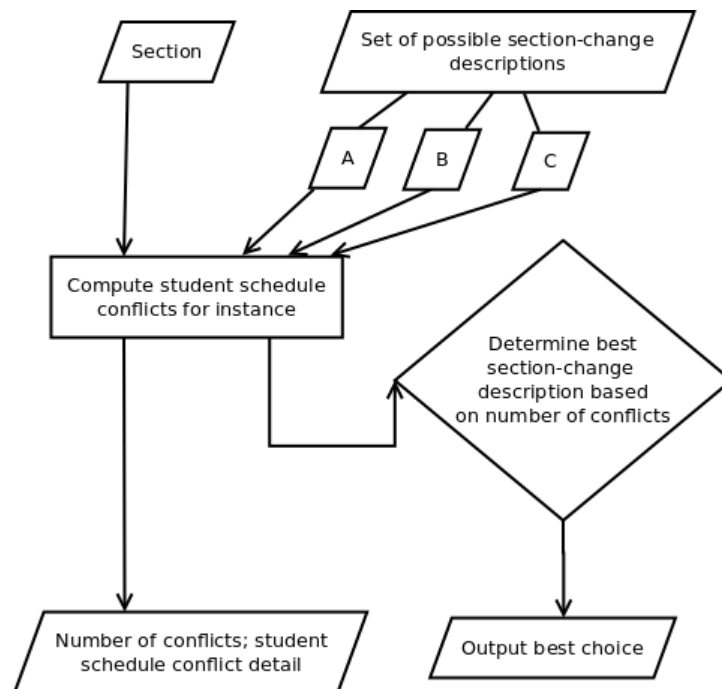 Section
Set of possible section-change
descriptions
A
B
C
Compute student schedule
conflicts for instance
Determine best
section-change
description based
on number of conflicts
Number of conflicts; student
schedule conflict detail
Output best choice